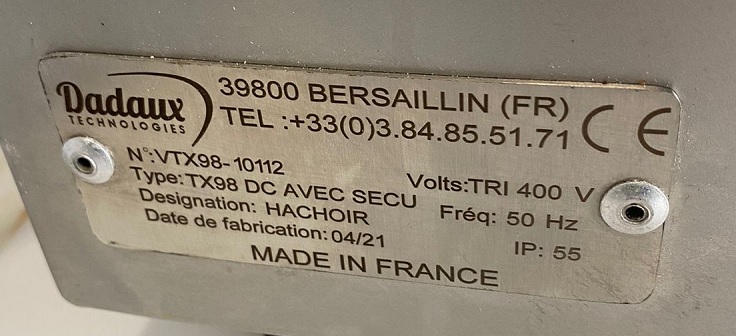 Dadaux
TECHNOLOGIES
39800 BERSAILLIN (FR)
TEL :+33(0)3.84.85.51.71
CE
N°:VTX98-10112
Type:TX98 DC AVEC SECU
Designation: HACHOIR
Date de fabrication:04/21
Volts:TRI 400 V
Fréq: 50 Hz
IP: 55
MADE IN FRANCE